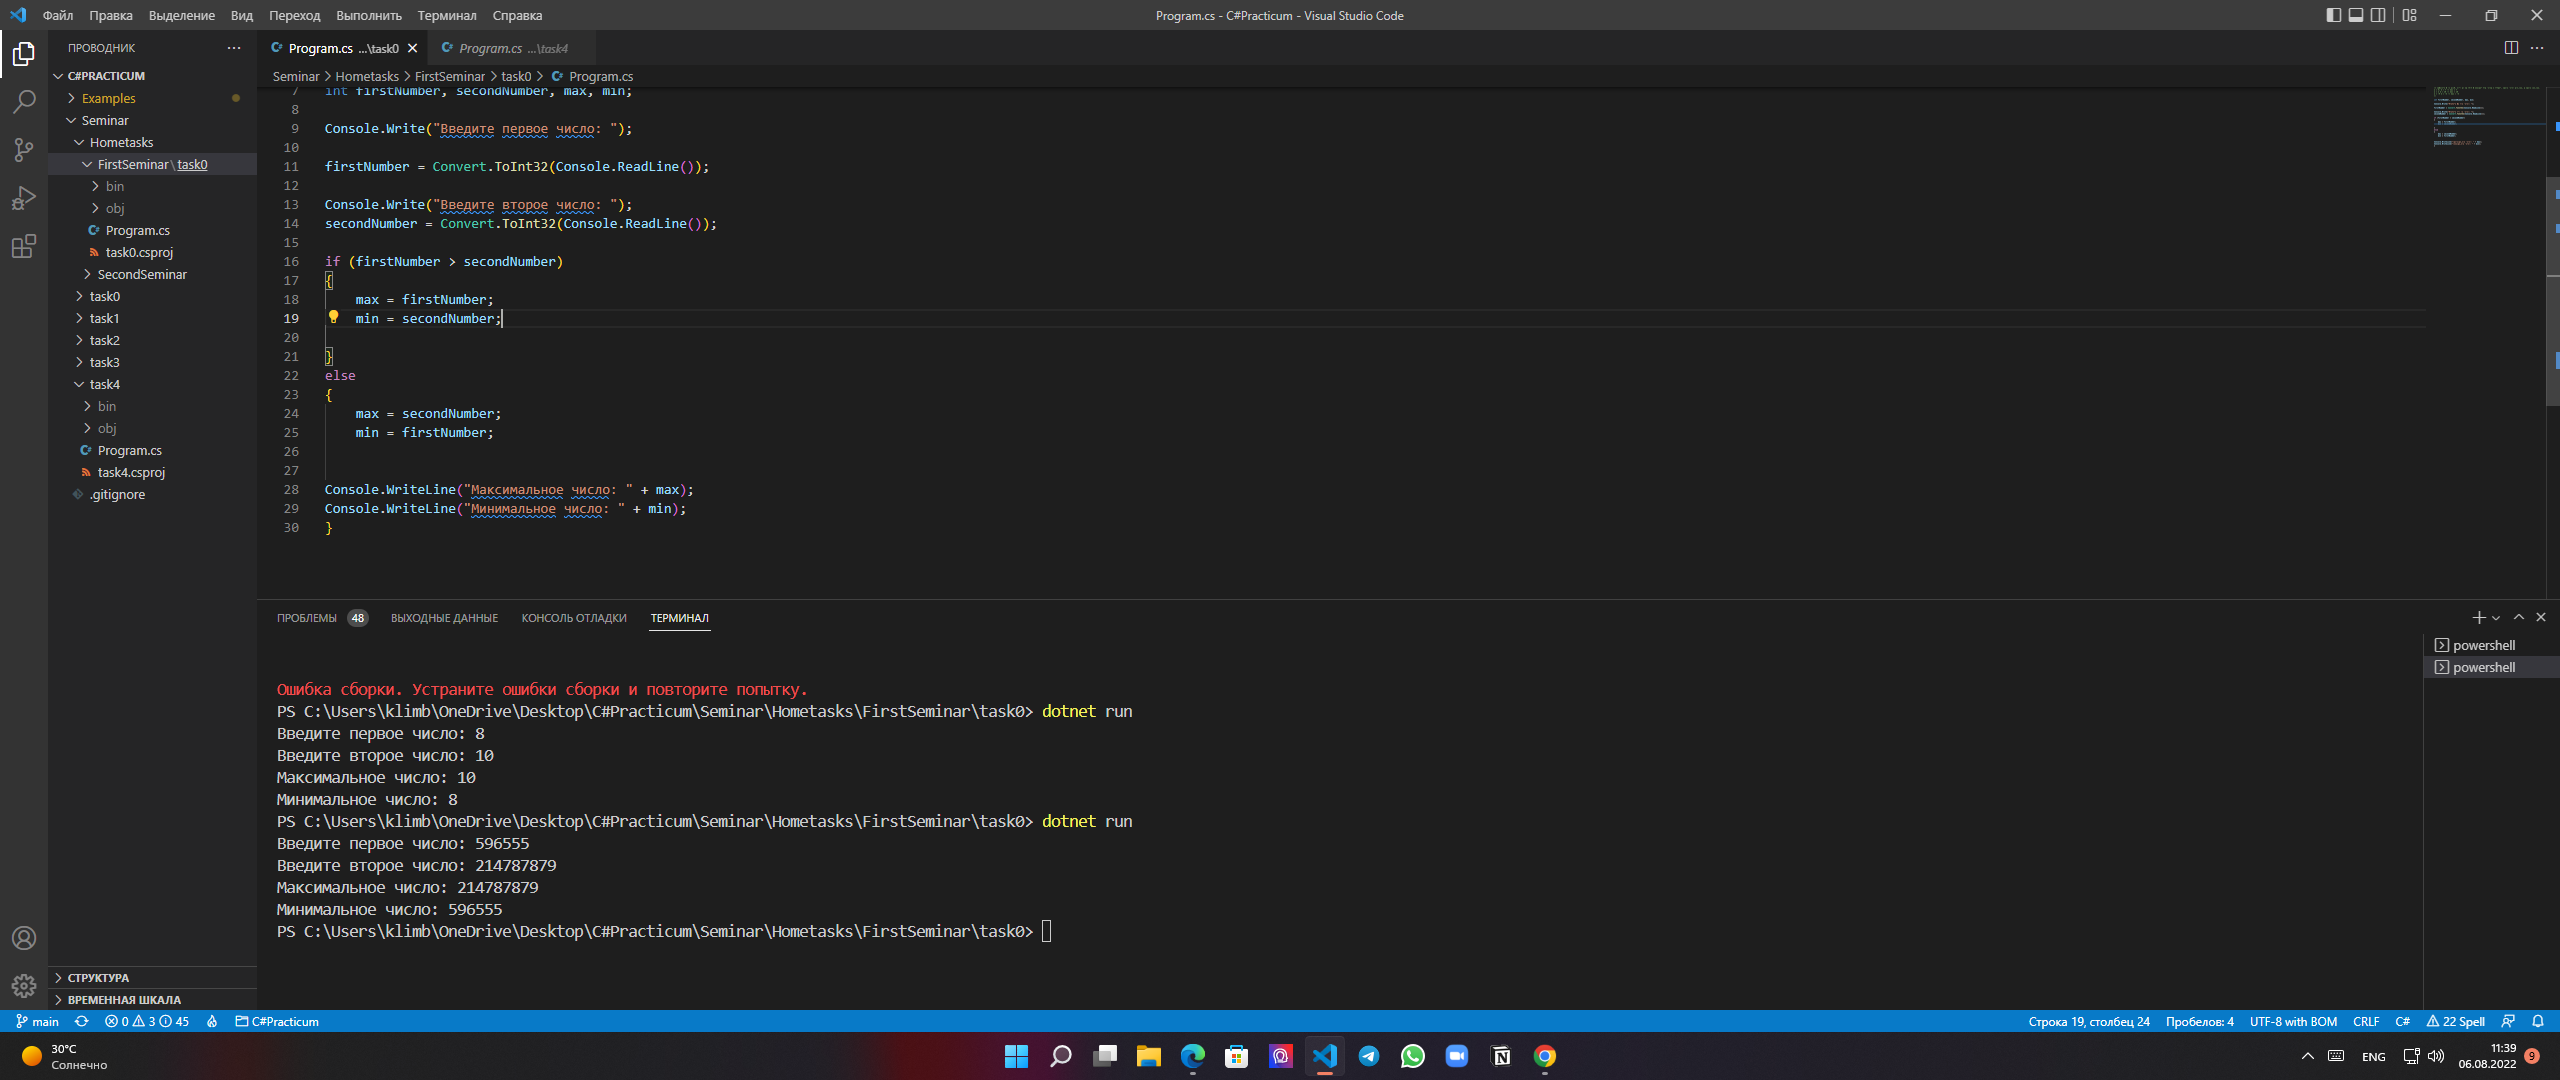 Файл Правка Выделение Вид Переход Выполнить Терминал Справка
Program.cs - C#Practicum - Visual Studio Code
ПРОВОДНИК
C#PRACTICUM
Examples
Seminar
Hometasks
FirstSeminar\task0
bin
obj
Program.cs
task0.csproj
SecondSeminar
task0
task1
task2
task3
task4
bin
obj
Program.cs
task4.csproj
.gitignore
СТРУКТУРА
ВРЕМЕННАЯ ШКАЛА
Program.cs ...\task0
Program.cs ...\task4
Seminar > Hometasks > FirstSeminar > task0 > Program.cs
7 int firstNumber, secondNumber, max, min;
8
9 Console.Write("Введите первое число: ");
10
11 firstNumber = Convert.ToInt32(Console.ReadLine());
12
13 Console.Write("Введите второе число: ");
14 secondNumber = Convert.ToInt32(Console.ReadLine());
15
16 if (firstNumber > secondNumber)
17 {
18 max = firstNumber;
19 min = secondNumber;
20
21 }
22 else
23 {
24 max = secondNumber;
25 min = firstNumber;
26
27
28 Console.WriteLine("Максимальное число: " + max);
29 Console.WriteLine("Минимальное число: " + min);
30 }
ПРОБЛЕМЫ 48 ВЫХОДНЫЕ ДАННЫЕ КОНСОЛЬ ОТЛАДКИ ТЕРМИНАЛ
powershell
powershell
Ошибка сборки. Устраните ошибки сборки и повторите попытку.
PS C:\Users\klimb\OneDrive\Desktop\C#Practicum\Seminar\Hometasks\FirstSeminar\task0> dotnet run
Введите первое число: 8
Введите второе число: 10
Максимальное число: 10
Минимальное число: 8
PS C:\Users\klimb\OneDrive\Desktop\C#Practicum\Seminar\Hometasks\FirstSeminar\task0> dotnet run
Введите первое число: 596555
Введите второе число: 214787879
Максимальное число: 214787879
Минимальное число: 596555
PS C:\Users\klimb\OneDrive\Desktop\C#Practicum\Seminar\Hometasks\FirstSeminar\task0>
main 0 3 45 C#Practicum
Строка 19, столбец 24 Пробелов: 4 UTF-8 with BOM CRLF C# 22 Spell
30°C
Солнечно
ENG
11:39
06.08.2022
9